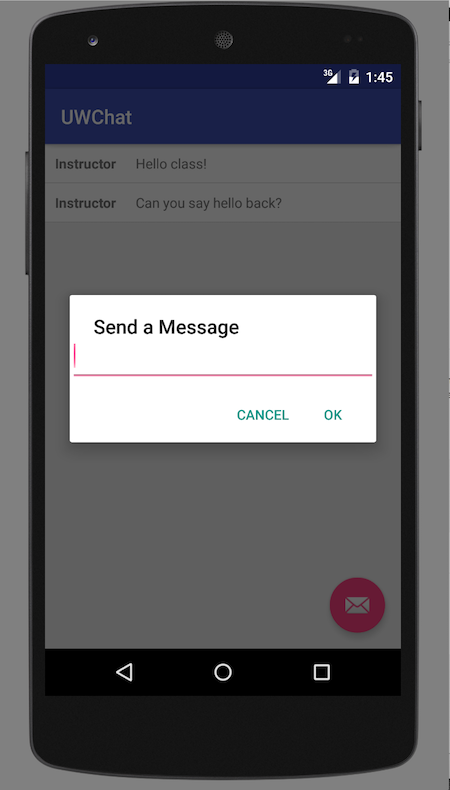 3G 1:45
UWChat
Instructor Hello class!
Instructor Can you say hello back?
Send a Message
CANCEL OK